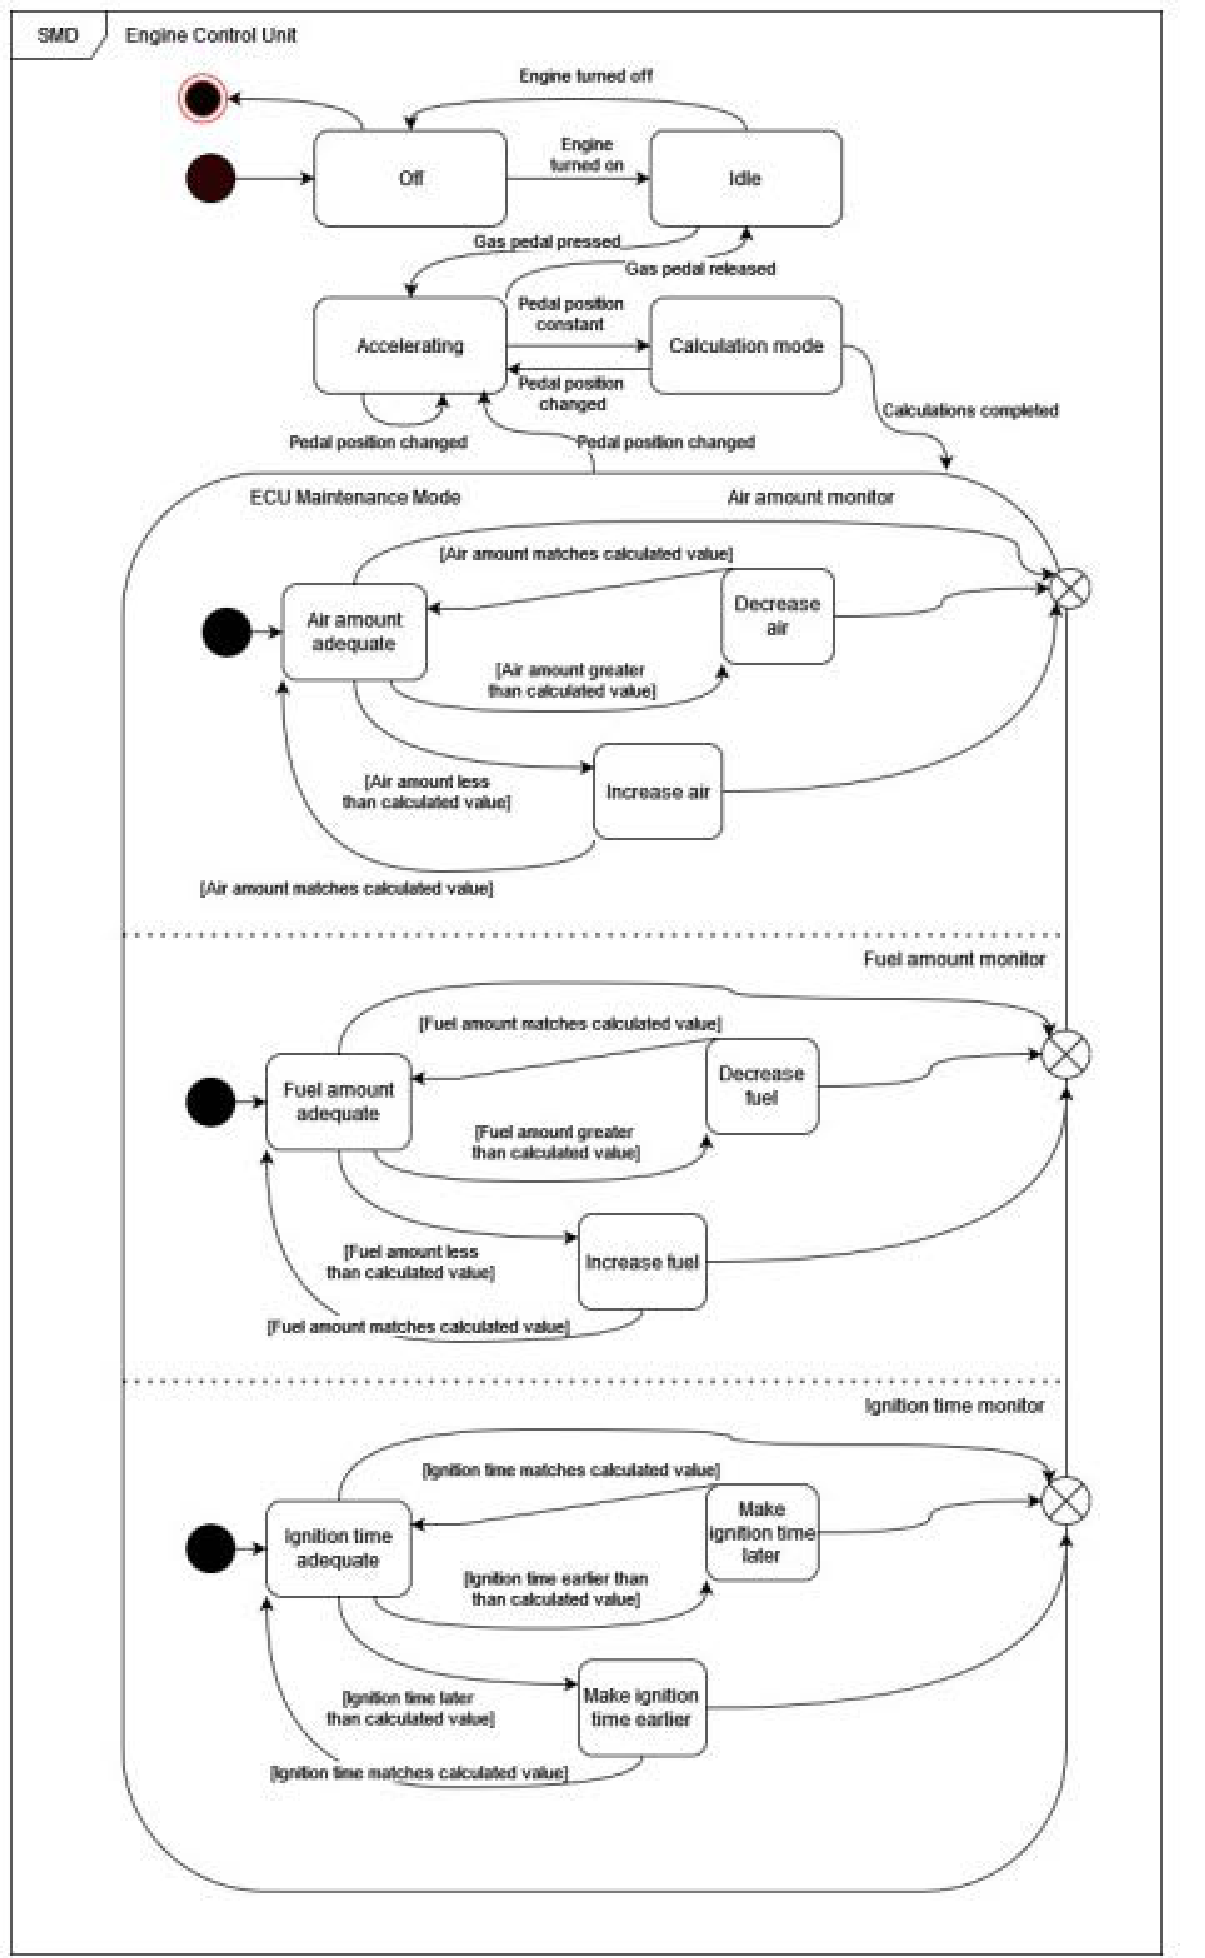 SMD
Engine Control Unit
Engine turned off
Engine
turned on
Off
Idle
Gas pedal pressed
Gas pedal released
Pedal position
constant
Accelerating
Calculation mode
Pedal position
changed
Calculations completed
Pedal position changed
Pedal position changed
ECU Maintenance Mode
Air amount monitor
[Air amount matches calculated value]
Decrease
air
Air amount
adequate
[Air amount greater
than calculated value]
[Air amount less
than calculated value]
Increase air
[Air amount matches calculated value]
Fuel amount monitor
[Fuel amount matches calculated value]
Decrease
fuel
Fuel amount
adequate
[Fuel amount greater
than calculated value]
[Fuel amount less
than calculated value]
Increase fuel
[Fuel amount matches calculated value]
Ignition time monitor
[Ignition time matches calculated value]
Make
ignition time
later
Ignition time
adequate
[Ignition time earlier than
than calculated value]
[Ignition time later
than calculated value]
Make ignition
time earlier
[Ignition time matches calculated value]